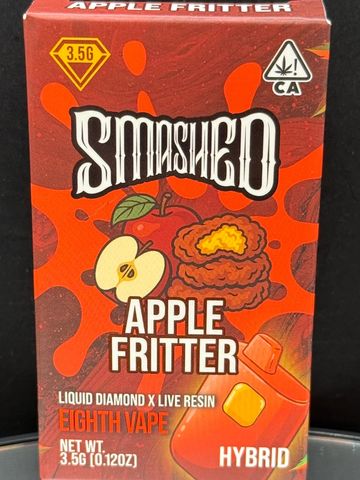 APPLE FRITTER
3.5G
CA
SMASHED
APPLE
FRITTER
LIQUID DIAMOND X LIVE RESIN
EIGHTH VAPE
NET WT.
3.5G (0.12OZ)
HYBRID